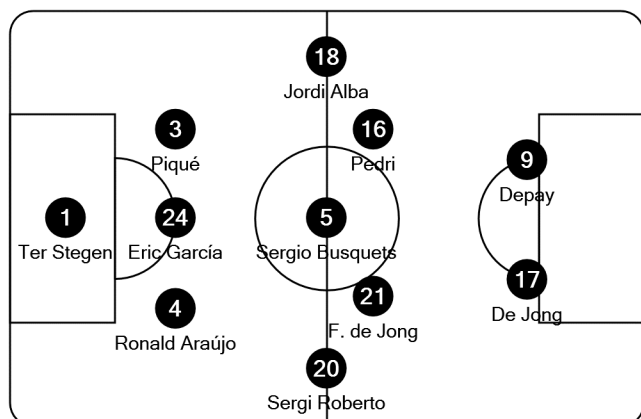 18
Jordi Alba
3
Piqué
16
Pedri
9
Depay
1
Ter Stegen
24
Eric García
5
Sergio Busquets
17
De Jong
4
Ronald Araújo
21
F. de Jong
20
Sergi Roberto